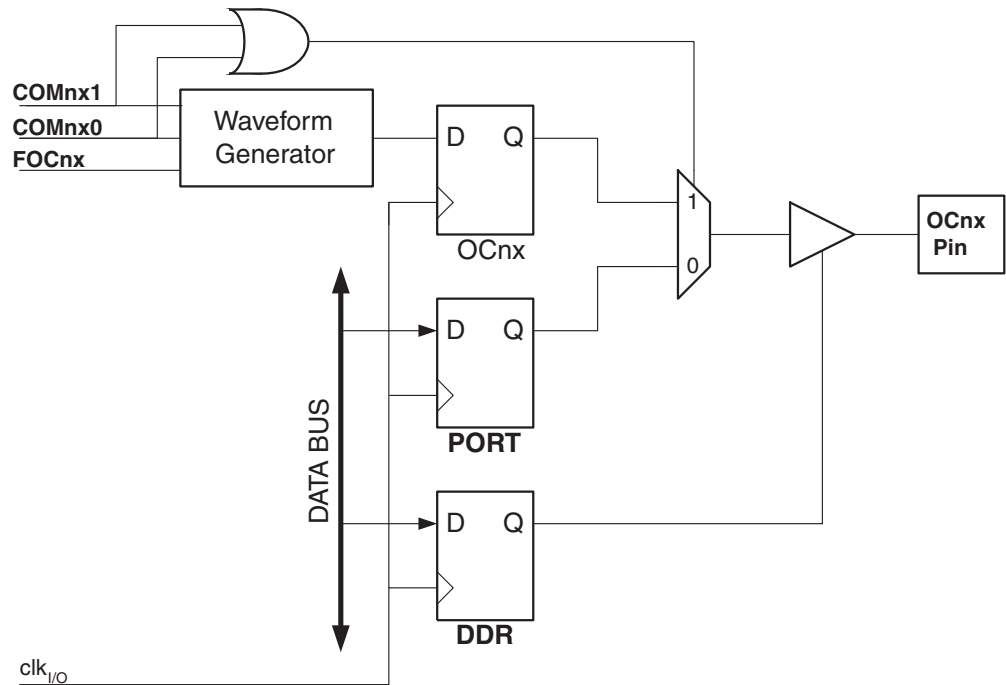 COMnx1
COMnx0
FOCnx
Waveform
Generator
D Q
OCnx
1
0
OCnx
Pin
D Q
PORT
DATA BUS
D Q
DDR
clkI/O